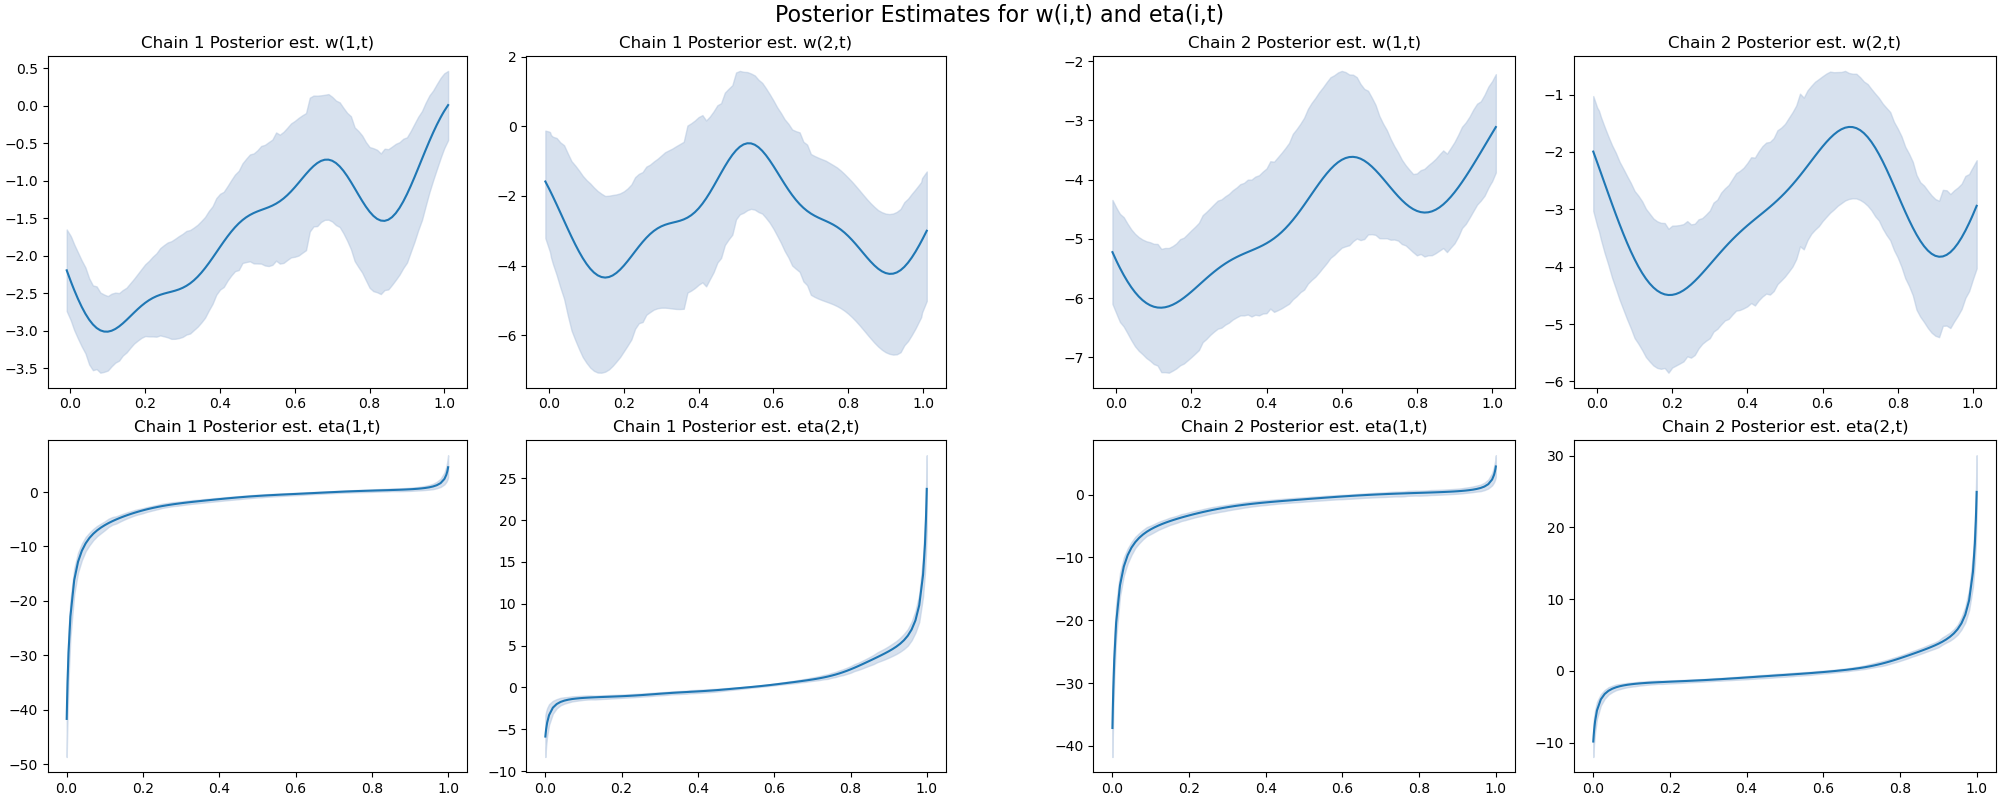 Posterior Estimates for w(i,t) and eta(i,t)
Chain 1 Posterior est. w(1,t)
0.5
0.0
−0.5
−1.0
−1.5
−2.0
−2.5
−3.0
−3.5
0.0 0.2 0.4 0.6 0.8 1.0
Chain 1 Posterior est. w(2,t)
2
0
−2
−4
−6
0.0 0.2 0.4 0.6 0.8 1.0
Chain 2 Posterior est. w(1,t)
−2
−3
−4
−5
−6
−7
0.0 0.2 0.4 0.6 0.8 1.0
Chain 2 Posterior est. w(2,t)
−1
−2
−3
−4
−5
−6
0.0 0.2 0.4 0.6 0.8 1.0
Chain 1 Posterior est. eta(1,t)
0
−10
−20
−30
−40
−50
0.0 0.2 0.4 0.6 0.8 1.0
Chain 1 Posterior est. eta(2,t)
25
20
15
10
5
0
−5
−10
0.0 0.2 0.4 0.6 0.8 1.0
Chain 2 Posterior est. eta(1,t)
0
−10
−20
−30
−40
0.0 0.2 0.4 0.6 0.8 1.0
Chain 2 Posterior est. eta(2,t)
30
20
10
0
−10
0.0 0.2 0.4 0.6 0.8 1.0